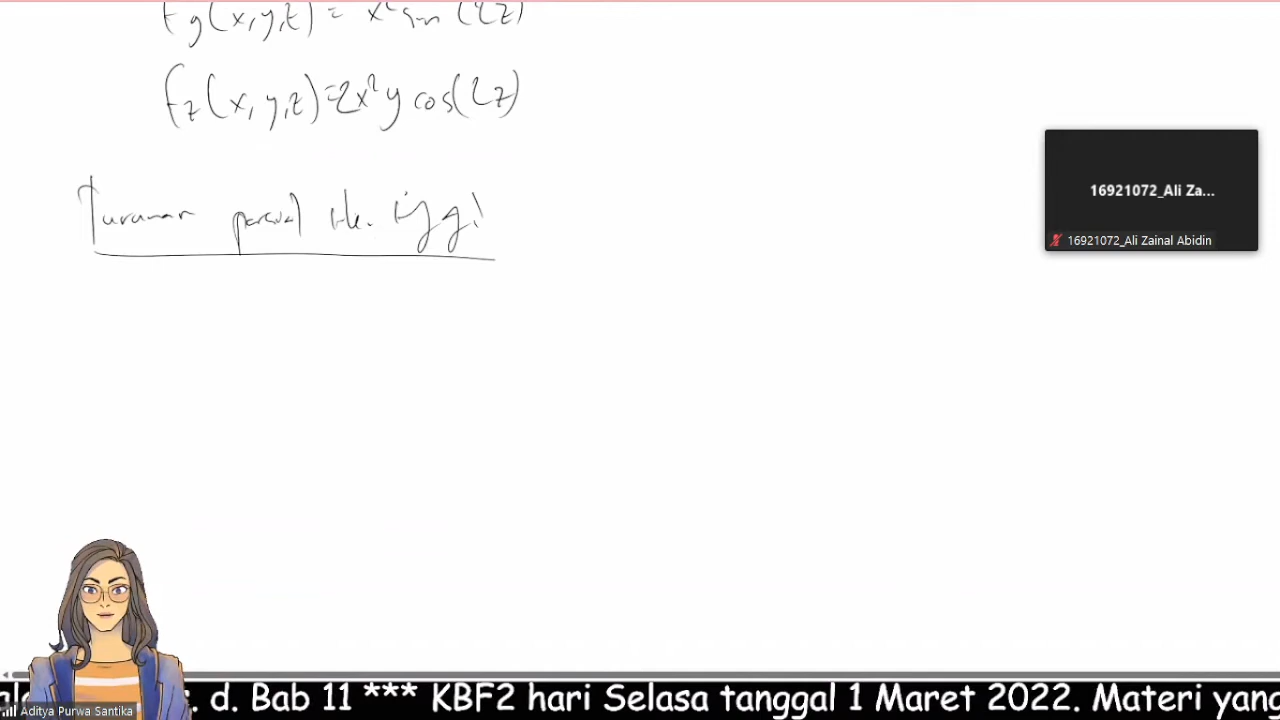 fy(x,y,z) = x² sin(2z)
fz(x,y,z) = 2x²y cos(2z)
Turunan parsial tk. tinggi
16921072_Ali Za...
16921072_Ali Zainal Abidin
. d. Bab 11 *** KBF2 hari Selasa tanggal 1 Maret 2022. Materi yang
Aditya Purwa Santika